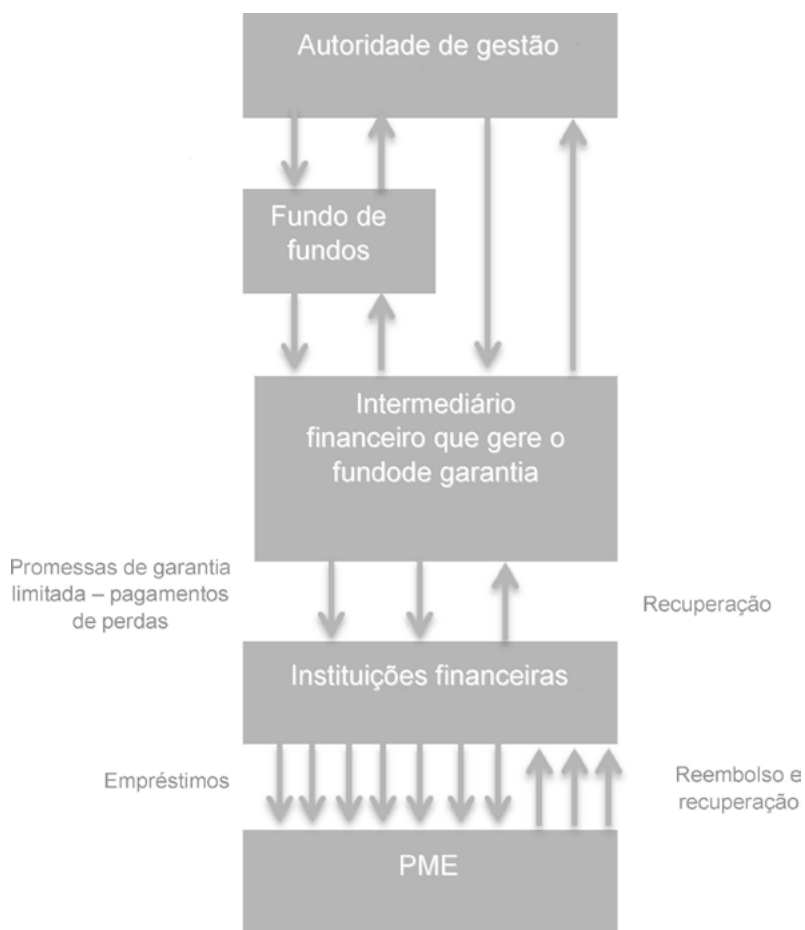 Autoridade de gestão
Fundo de
fundos
Intermediário
financeiro que gere o
fundode garantia
Promessas de garantia
limitada – pagamentos
de perdas
Recuperação
Instituições financeiras
Empréstimos
Reembolso e
recuperação
PME